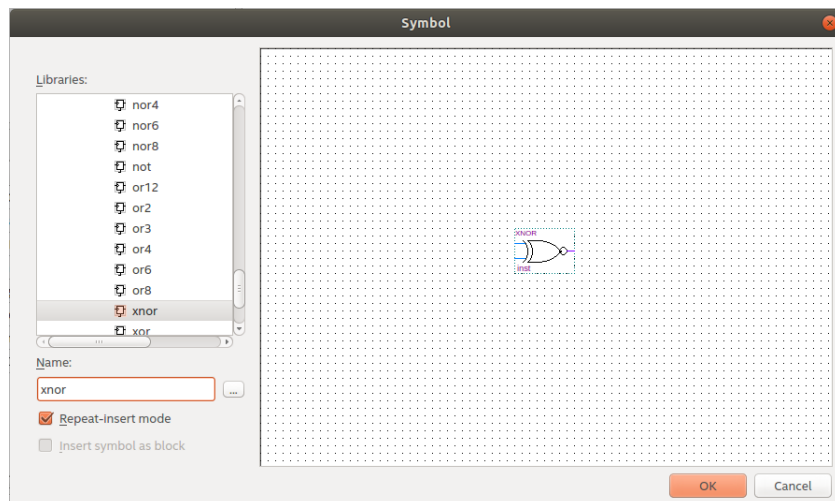 Symbol
Libraries:
nor4
nor6
nor8
not
or12
or2
or3
or4
or6
or8
xnor
xor
Name:
xnor
...
Repeat-insert mode
Insert symbol as block
XNOR
inst
OK
Cancel